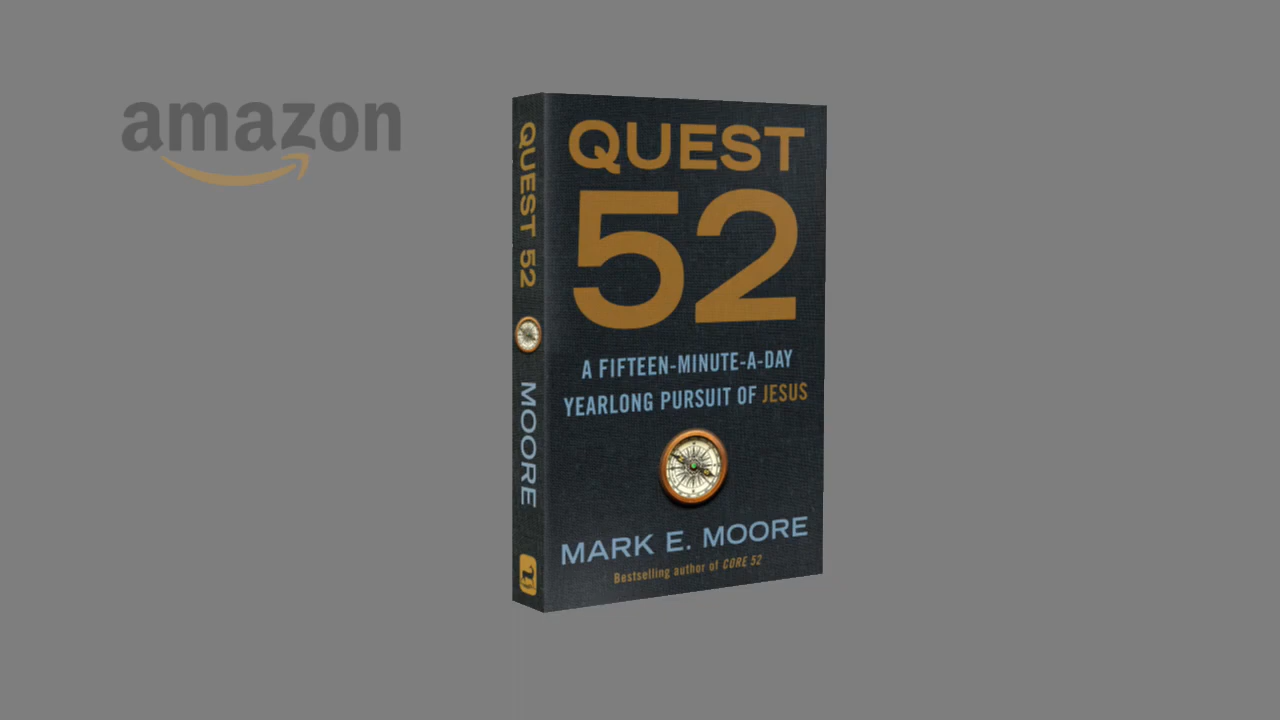 amazon
QUEST 52
MOORE
QUEST
52
A FIFTEEN-MINUTE-A-DAY
YEARLONG PURSUIT OF JESUS
MARK E. MOORE
Bestselling author of CORE 52